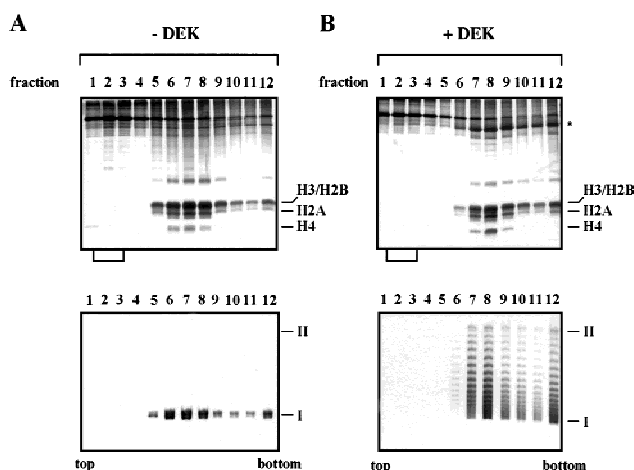 A
- DEK
fraction 1 2 3 4 5 6 7 8 9 10 11 12
H3/H2B
H2A
H4
1 2 3 4 5 6 7 8 9 10 11 12
II
I
top bottom
B
+ DEK
fraction 1 2 3 4 5 6 7 8 9 10 11 12
*
H3/H2B
H2A
H4
1 2 3 4 5 6 7 8 9 10 11 12
II
I
top bottom